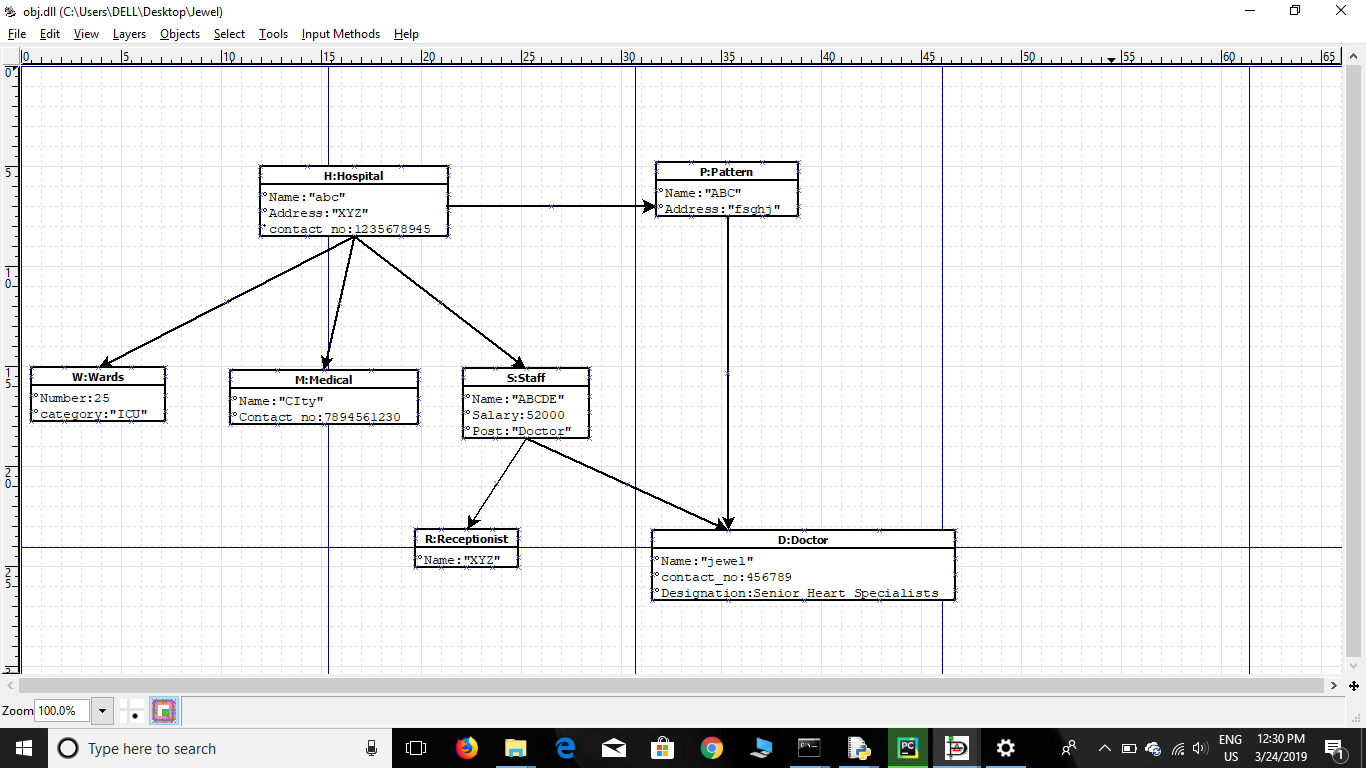 obj.dll (C:\Users\DELL\Desktop\Jewel)
File Edit View Layers Objects Select Tools Input Methods Help
0 5 10 15 20 25 30 35 40 45 50 55 60 65
0
5
10
15
20
25
H:Hospital
Name:"abc"
Address:"XYZ"
contact_no:1235678945
P:Pattern
Name:"ABC"
Address:"fsghj"
W:Wards
Number:25
category:"ICU"
M:Medical
Name:"CIty"
Contact_no:7894561230
S:Staff
Name:"ABCDE"
Salary:52000
Post:"Doctor"
R:Receptionist
Name:"XYZ"
D:Doctor
Name:"jewel"
contact_no:456789
Designation:Senior Heart Specialists
Zoom 100.0%
Type here to search
ENG
US
12:30 PM
3/24/2019
1